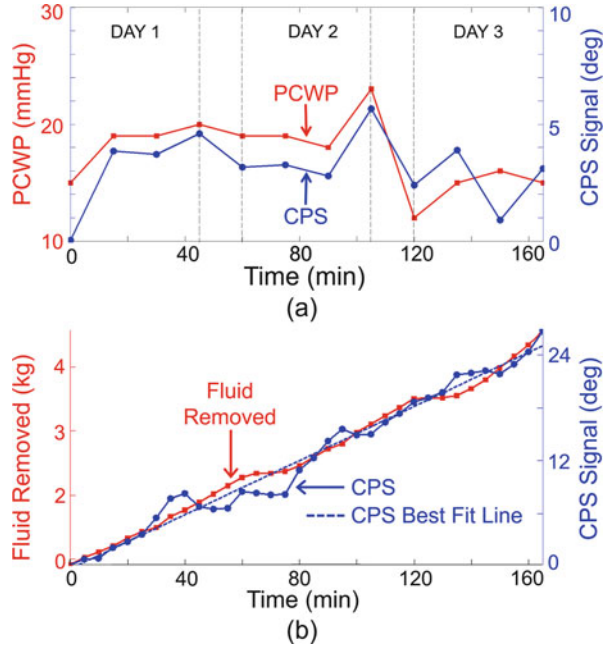 30
DAY 1
DAY 2
DAY 3
10
PCWP (mmHg)
PCWP
CPS Signal (deg)
20
5
CPS
10
0
0
40
80
120
160
Time (min)
(a)
Fluid Removed (kg)
4
3
2
0
Fluid
Removed
CPS
CPS Best Fit Line
CPS Signal (deg)
24
12
0
0
40
80
120
160
Time (min)
(b)